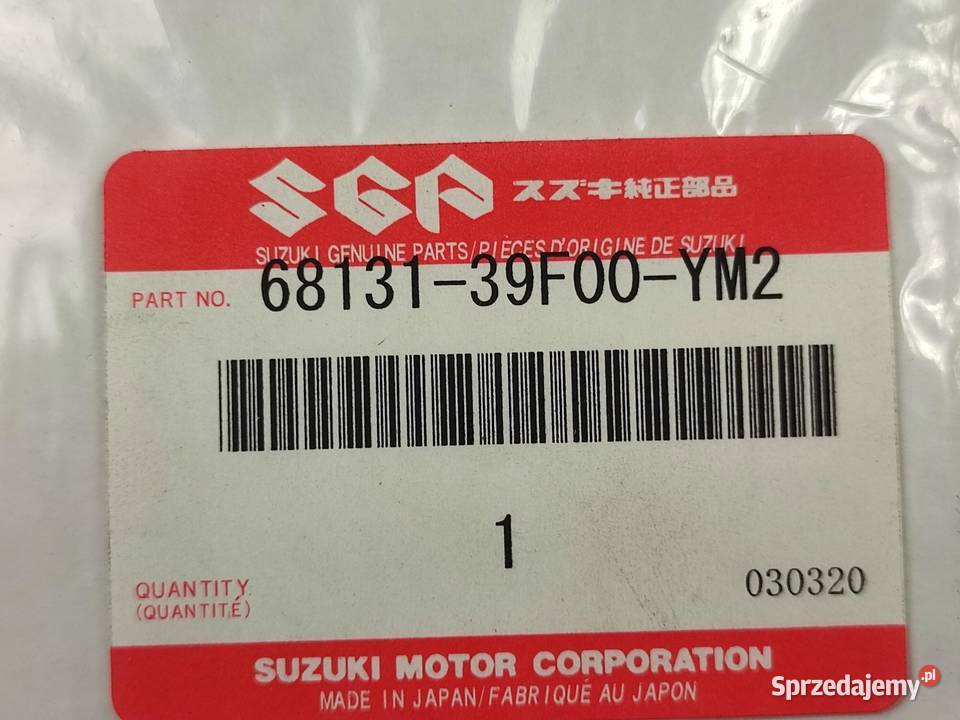 SGP スズキ純正部品
SUZUKI GENUINE PARTS/PIECES D'ORIGINE DE SUZUKI
PART NO. 68131-39F00-YM2
1
QUANTITY
(QUANTITÉ)
030320
SUZUKI MOTOR CORPORATION
MADE IN JAPAN/FABRIQUÉ AU JAPON
Sprzedajemy.pl